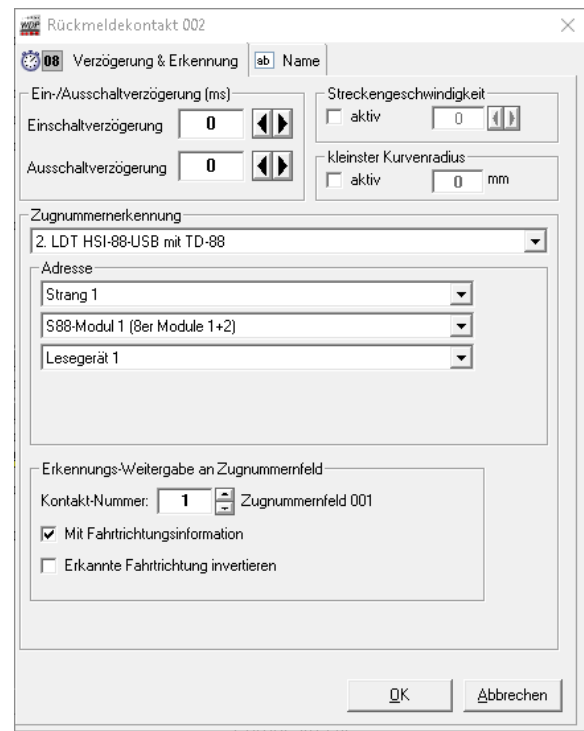 WDP Rückmeldekontakt 002
08 Verzögerung & Erkennung
ab Name
Ein-/Ausschaltverzögerung (ms)
Einschaltverzögerung 0
Ausschaltverzögerung 0
Streckengeschwindigkeit
aktiv 0
kleinster Kurvenradius
aktiv 0 mm
Zugnummernerkennung
2. LDT HSI-88-USB mit TD-88
Adresse
Strang 1
S88-Modul 1 (8er Module 1+2)
Lesegerät 1
Erkennungs-Weitergabe an Zugnummernfeld
Kontakt-Nummer: 1 Zugnummernfeld 001
Mit Fahrtrichtungsinformation
Erkannte Fahrtrichtung invertieren
OK Abbrechen